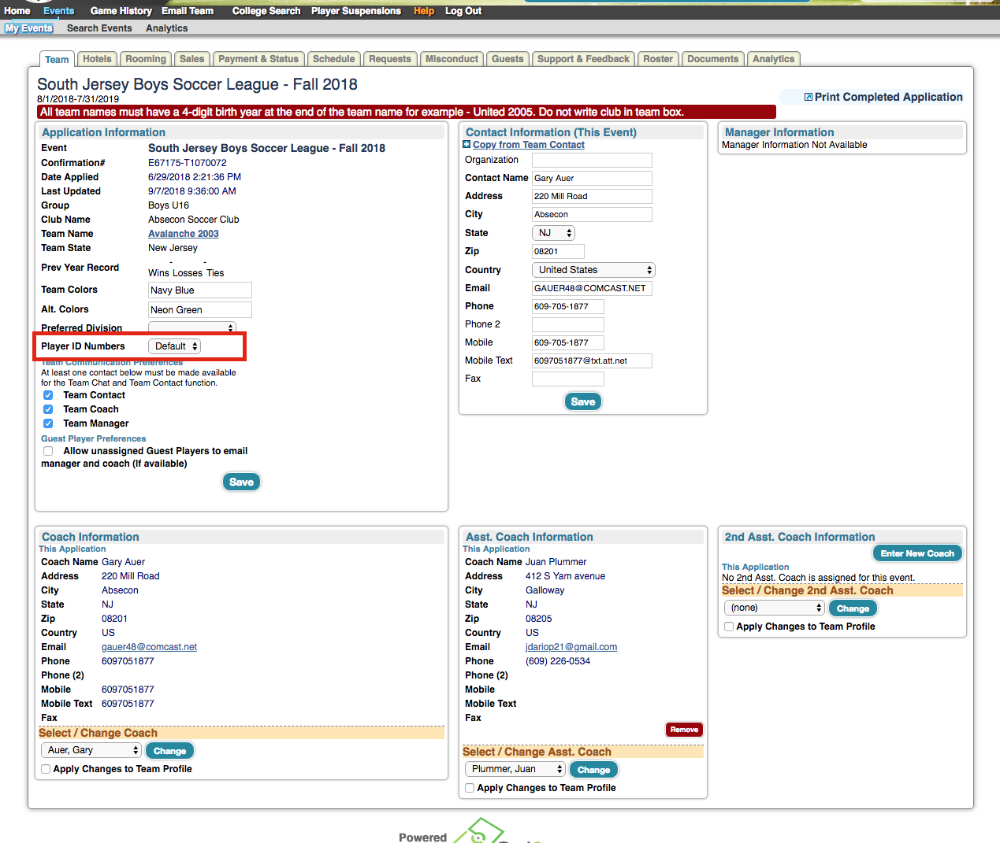 Home Events Game History Email Team College Search Player Suspensions Help Log Out
My Events Search Events Analytics
Team Hotels Rooming Sales Payment & Status Schedule Requests Misconduct Guests Support & Feedback Roster Documents Analytics
South Jersey Boys Soccer League - Fall 2018
8/1/2018-7/31/2019
Print Completed Application
All team names must have a 4-digit birth year at the end of the team name for example - United 2005. Do not write club in team box.
Application Information
Event South Jersey Boys Soccer League - Fall 2018
Confirmation# E67175-T1070072
Date Applied 6/29/2018 2:21:36 PM
Last Updated 9/7/2018 9:36:00 AM
Group Boys U16
Club Name Absecon Soccer Club
Team Name Avalanche 2003
Team State New Jersey
Prev Year Record
Wins Losses Ties
Team Colors Navy Blue
Alt. Colors Neon Green
Preferred Division
Player ID Numbers Default
Team Communication Preferences
At least one contact below must be made available
for the Team Chat and Team Contact function.
Team Contact
Team Coach
Team Manager
Guest Player Preferences
Allow unassigned Guest Players to email
manager and coach (If available)
Save
Contact Information (This Event)
Copy from Team Contact
Organization
Contact Name Gary Auer
Address 220 Mill Road
City Absecon
State NJ
Zip 08201
Country United States
Email GAUER48@COMCAST.NET
Phone 609-705-1877
Phone 2
Mobile 609-705-1877
Mobile Text 6097051877@txt.att.net
Fax
Save
Manager Information
Manager Information Not Available
Coach Information
This Application
Coach Name Gary Auer
Address 220 Mill Road
City Absecon
State NJ
Zip 08201
Country US
Email gauer48@comcast.net
Phone 6097051877
Phone (2)
Mobile 6097051877
Mobile Text 6097051877
Fax
Select / Change Coach
Auer, Gary Change
Apply Changes to Team Profile
Asst. Coach Information
This Application
Coach Name Juan Plummer
Address 412 S Yam avenue
City Galloway
State NJ
Zip 08205
Country US
Email jdariop21@gmail.com
Phone (609) 226-0534
Phone (2)
Mobile
Mobile Text
Fax
Remove
Select / Change Asst. Coach
Plummer, Juan Change
Apply Changes to Team Profile
2nd Asst. Coach Information
Enter New Coach
This Application
No 2nd Asst. Coach is assigned for this event.
Select / Change 2nd Asst. Coach
(none) Change
Apply Changes to Team Profile
Powered